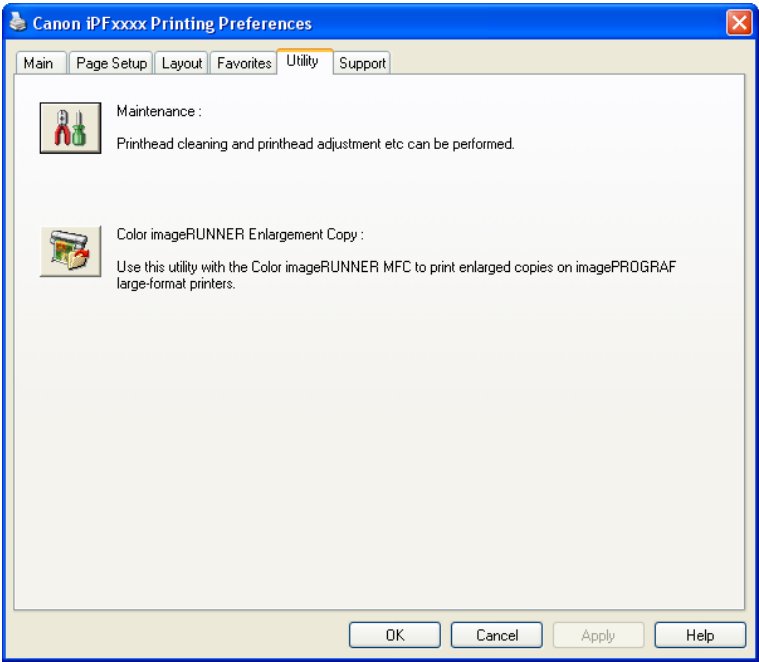 Canon iPFxxxx Printing Preferences
Main Page Setup Layout Favorites Utility Support
Maintenance :
Printhead cleaning and printhead adjustment etc can be performed.
Color imageRUNNER Enlargement Copy :
Use this utility with the Color imageRUNNER MFC to print enlarged copies on imagePROGRAF
large-format printers.
OK Cancel Apply Help